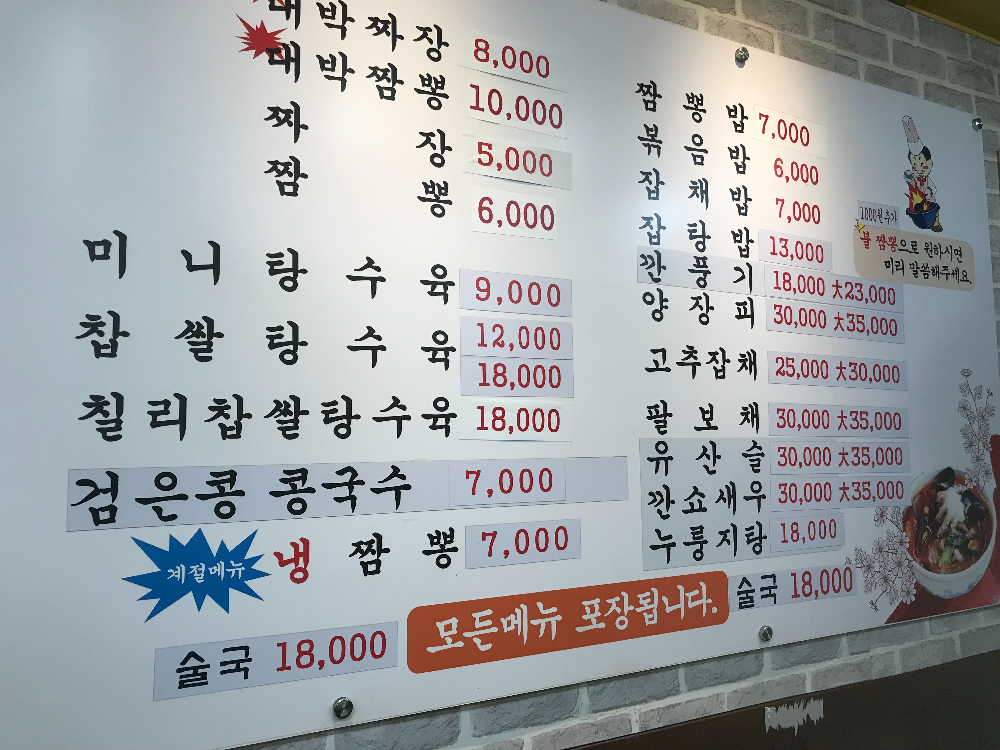 대박짜장 8,000
대박짬뽕 10,000
짜장 5,000
짬뽕 6,000
미니탕수육 9,000
찹쌀탕수육 12,000
18,000
칠리찹쌀탕수육 18,000
검은콩 콩국수 7,000
계절메뉴 냉짬뽕 7,000
술국 18,000
짬뽕밥 7,000
볶음밥 6,000
잡채밥 7,000
잡탕밥 13,000
깐풍기 18,000 大23,000
양장피 30,000 大35,000
고추잡채 25,000 大30,000
팔보채 30,000 大35,000
유산슬 30,000 大35,000
깐쇼새우 30,000 大35,000
누룽지탕 18,000
술국 18,000
1000원 추가
불 짬뽕으로 원하시면
미리 말씀해주세요.
모든메뉴 포장됩니다.